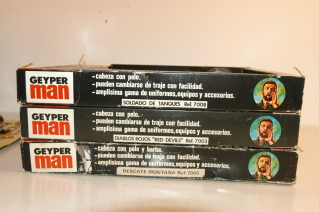 GEYPER
man
-cabeza con pelo.
-pueden cambiarse de traje con facilidad.
-amplísima gama de uniformes,equipos y accesorios.
SOLDADO DE TANQUES Ref. 7008
GEYPER
man
-cabeza con pelo.
-pueden cambiarse de traje con facilidad.
-amplísima gama de uniformes,equipos y accesorios.
DIABLOS ROJOS "RED DEVILS" Ref. 7003
GEYPER
man
-cabeza con pelo y barba.
-pueden cambiarse de traje con facilidad.
-amplísima gama de uniformes,equipos y accesorios.
RESCATE MONTAÑA Ref. 7005